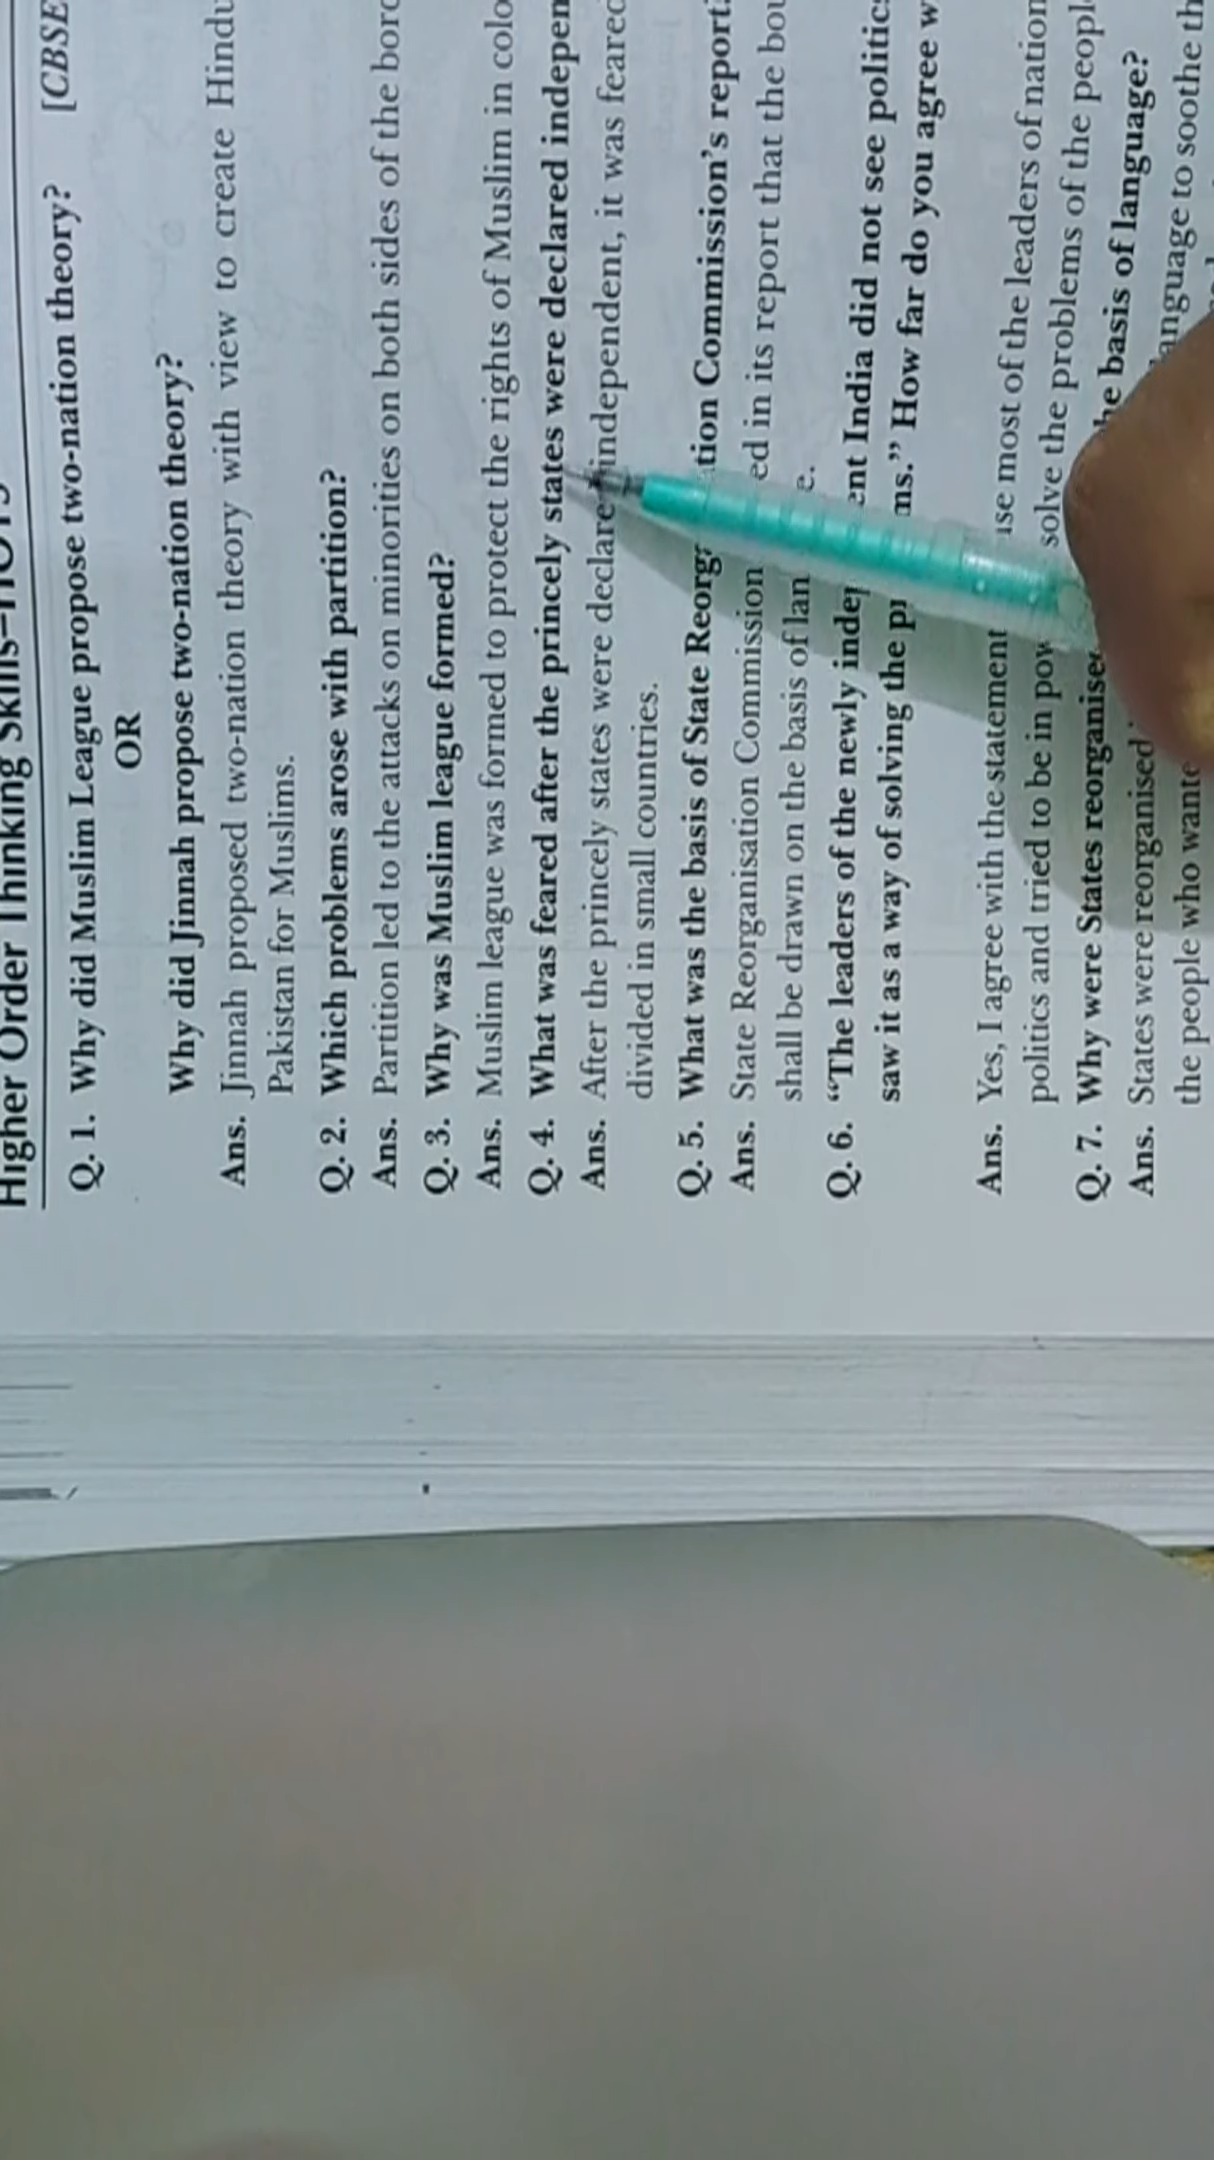 Higher Order Thinking Skills-HOTS
Q. 1. Why did Muslim League propose two-nation theory? [CBSE
OR
Why did Jinnah propose two-nation theory?
Ans. Jinnah proposed two-nation theory with view to create Hindu
Pakistan for Muslims.
Q. 2. Which problems arose with partition?
Ans. Partition led to the attacks on minorities on both sides of the
Q. 3. Why was Muslim league formed?
Ans. Muslim league was formed to protect the rights of Muslim in colo
Q. 4. What was feared after the princely states were declared indepen
Ans. After the princely states were declare independent, it was feared
divided in small countries.
Q. 5. What was the basis of State Reorg tion Commission's report
Ans. State Reorganisation Commission ed in its report that the bou
shall be drawn on the basis of lan e.
Q. 6. “The leaders of the newly indep ent India did not see politics
saw it as a way of solving the p ms.” How far do you agree w
Ans. Yes, I agree with the statement use most of the leaders of nation
politics and tried to be in pow solve the problems of the peopl
Q. 7. Why were States reorganised he basis of language?
Ans. States were reorganised language to soothe th
the people who wante